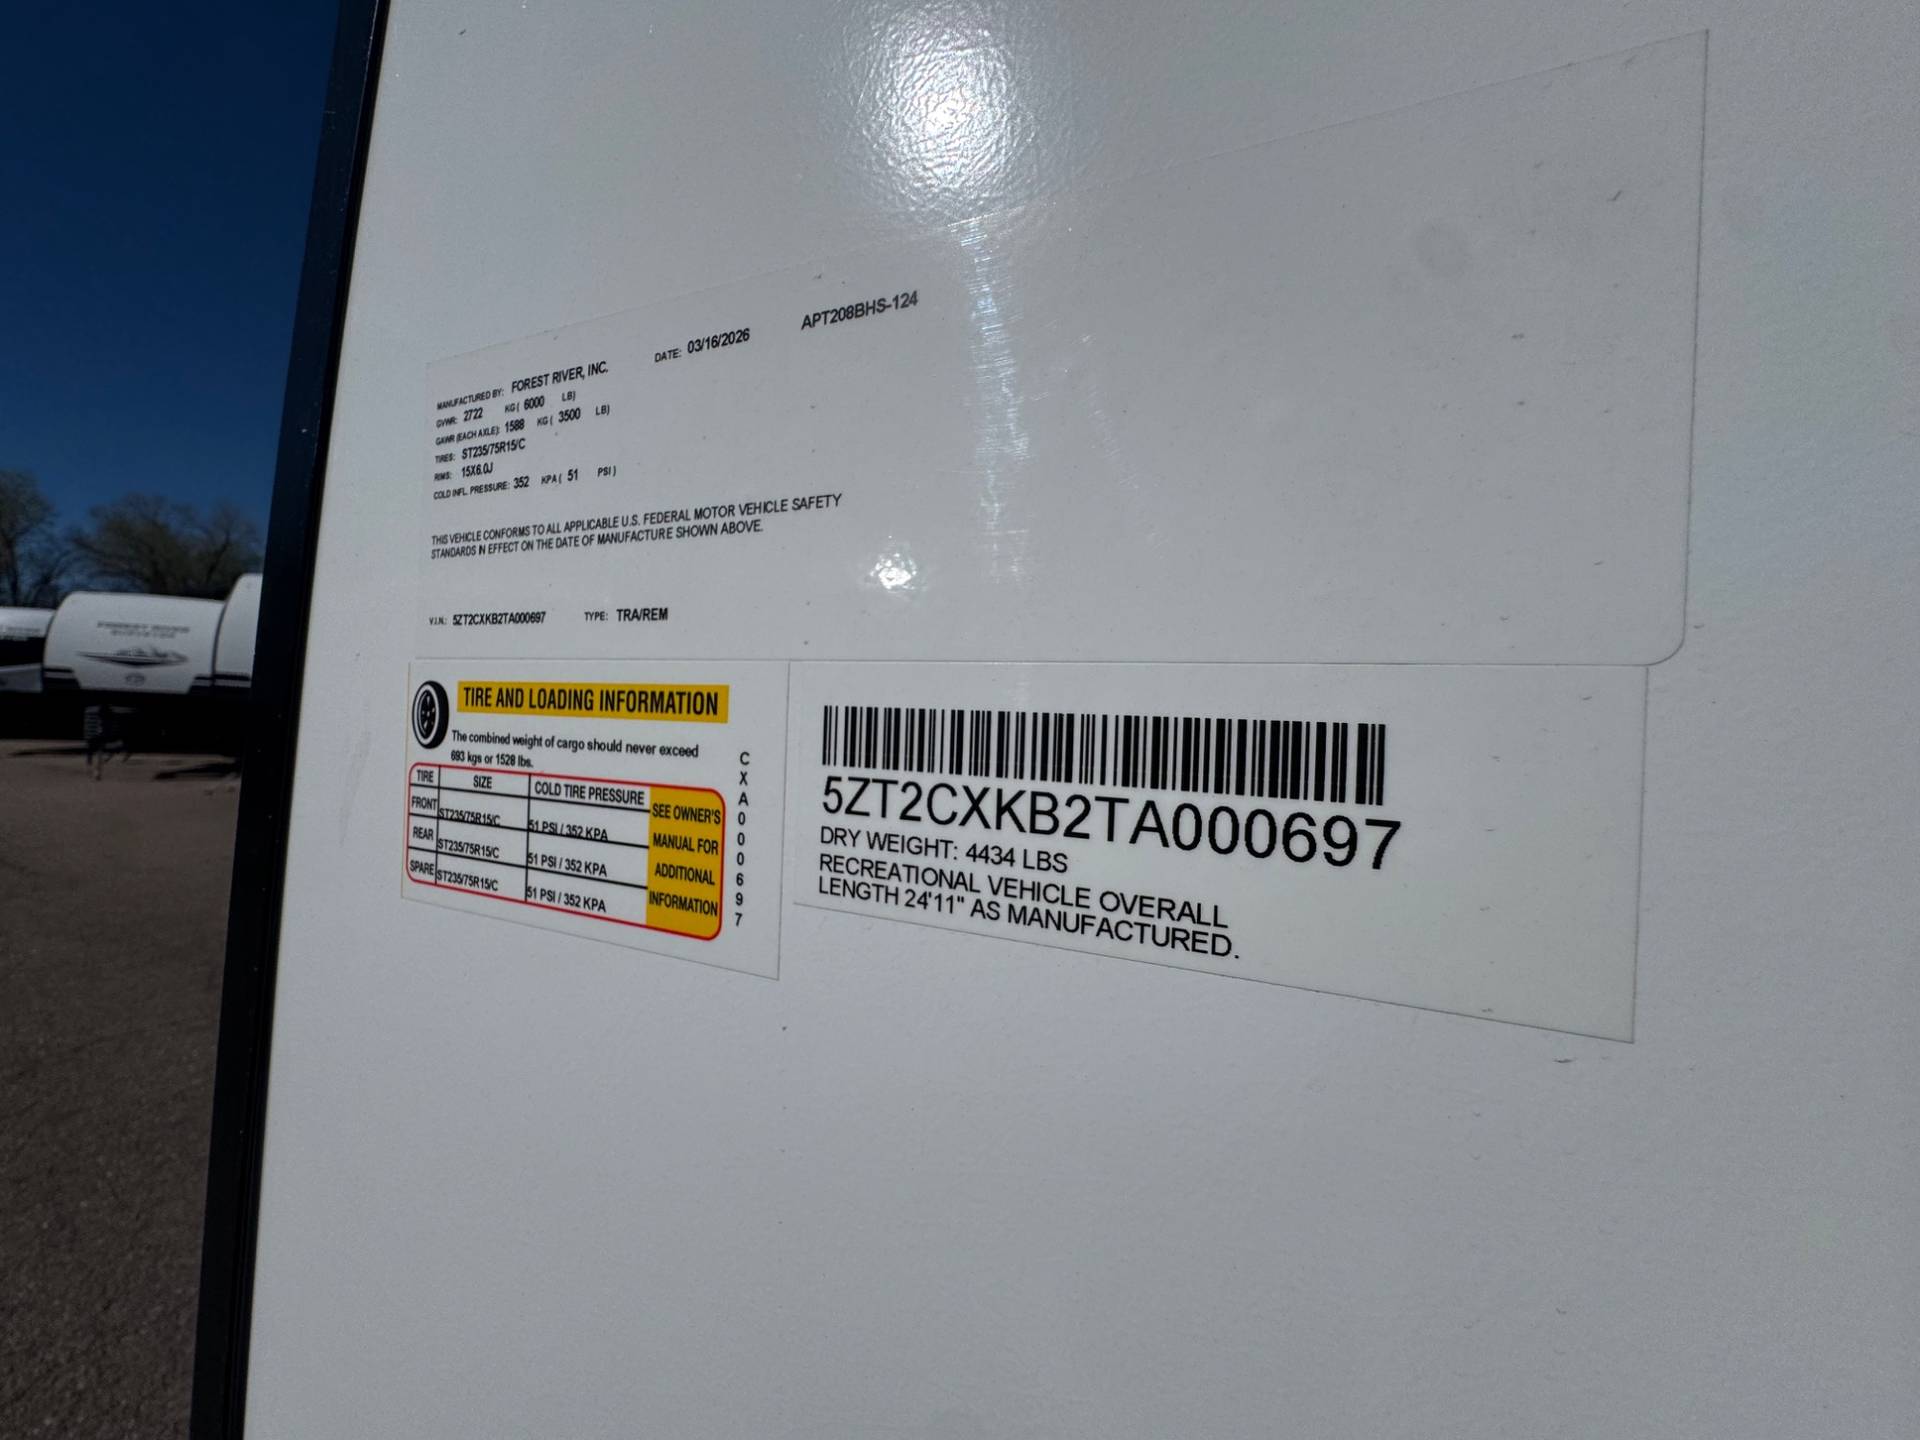 MANUFACTURED BY: FOREST RIVER, INC. DATE: 03/16/2026 APT208BHS-124
GVWR: 2722 KG ( 6000 LB)
GAWR (EACH AXLE): 1588 KG ( 3500 LB)
TIRES: ST235/75R15/C
RIMS: 15X6.0J
COLD INFL. PRESSURE: 352 KPA ( 51 PSI )
THIS VEHICLE CONFORMS TO ALL APPLICABLE U.S. FEDERAL MOTOR VEHICLE SAFETY
STANDARDS IN EFFECT ON THE DATE OF MANUFACTURE SHOWN ABOVE.
V.I.N.: 5ZT2CXKB2TA000697 TYPE: TRA/REM
TIRE AND LOADING INFORMATION
The combined weight of cargo should never exceed
693 kgs or 1528 lbs.
TIRE SIZE COLD TIRE PRESSURE
FRONT ST235/75R15/C 51 PSI / 352 KPA
REAR ST235/75R15/C 51 PSI / 352 KPA
SPARE ST235/75R15/C 51 PSI / 352 KPA
SEE OWNER'S
MANUAL FOR
ADDITIONAL
INFORMATION
CXA000697
5ZT2CXKB2TA000697
DRY WEIGHT: 4434 LBS
RECREATIONAL VEHICLE OVERALL
LENGTH 24'11" AS MANUFACTURED.
FOREST RIVER